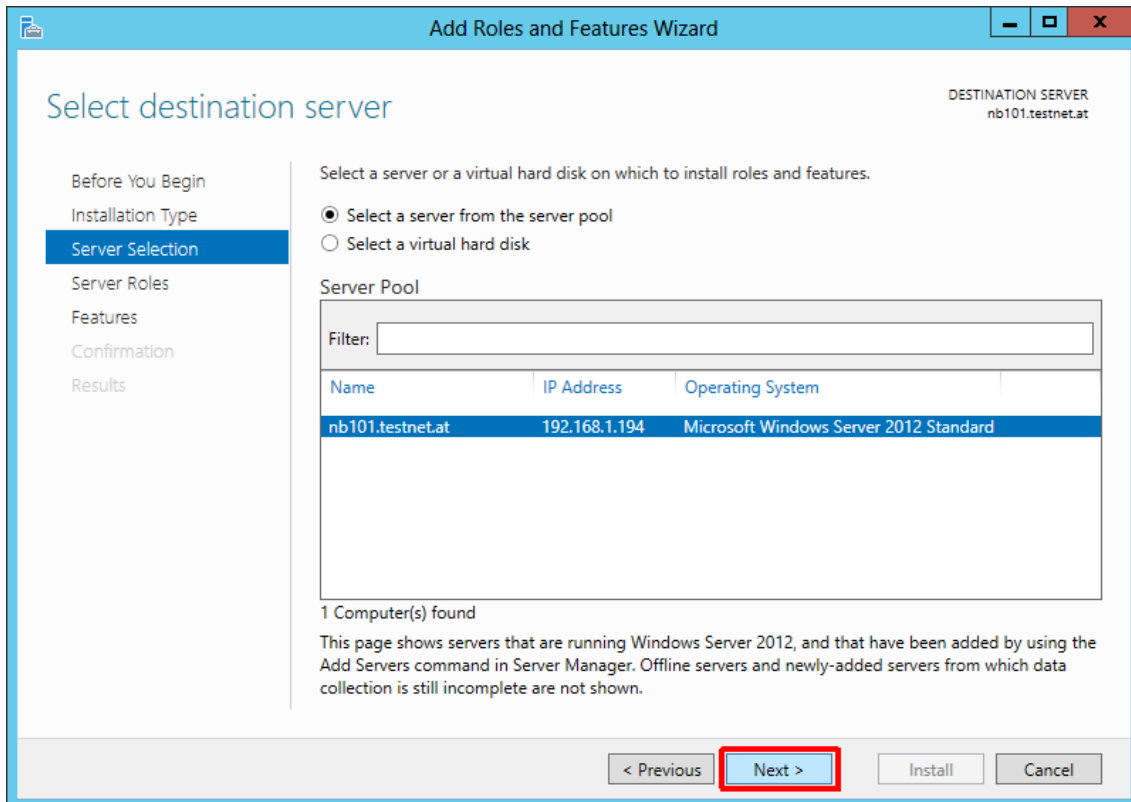 Add Roles and Features Wizard
Select destination server
DESTINATION SERVER
nb101.testnet.at
Before You Begin
Installation Type
Server Selection
Server Roles
Features
Confirmation
Results
Select a server or a virtual hard disk on which to install roles and features.
Select a server from the server pool
Select a virtual hard disk
Server Pool
Filter:
Name IP Address Operating System
nb101.testnet.at 192.168.1.194 Microsoft Windows Server 2012 Standard
1 Computer(s) found
This page shows servers that are running Windows Server 2012, and that have been added by using the
Add Servers command in Server Manager. Offline servers and newly-added servers from which data
collection is still incomplete are not shown.
< Previous Next > Install Cancel